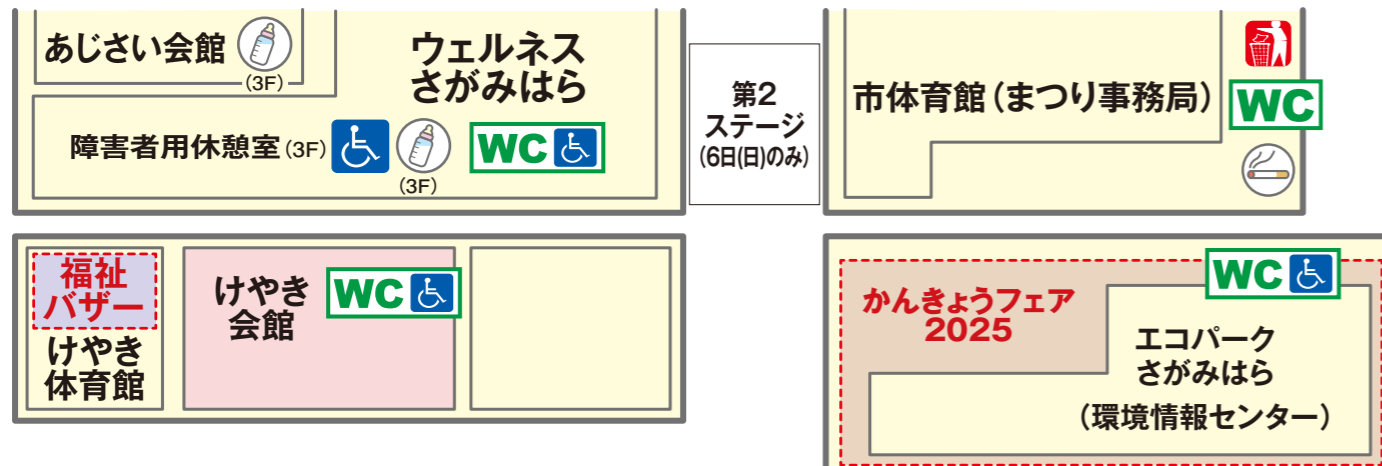 あじさい会館
(3F)
ウェルネス
さがみはら
障害者用休憩室(3F)
(3F)
WC
第2
ステージ
(6日(日)のみ)
市体育館(まつり事務局)
WC
福祉
バザー
けやき
体育館
けやき
会館
WC
かんきょうフェア
2025
WC
エコパーク
さがみはら
(環境情報センター)